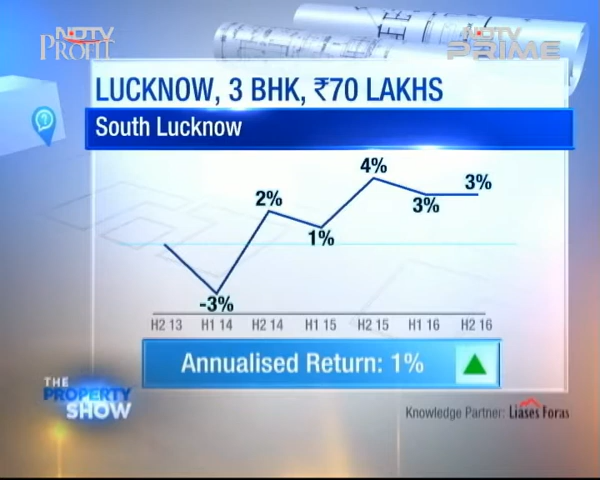 NDTV
PROFIT
NDTV
PRIME
LUCKNOW, 3 BHK, ₹70 LAKHS
South Lucknow
4%
2%
3%
3%
1%
-3%
H2 13 H1 14 H2 14 H1 15 H2 15 H1 16 H2 16
Annualised Return: 1%
THE
PROPERTY
SHOW
Knowledge Partner: Liases Foras